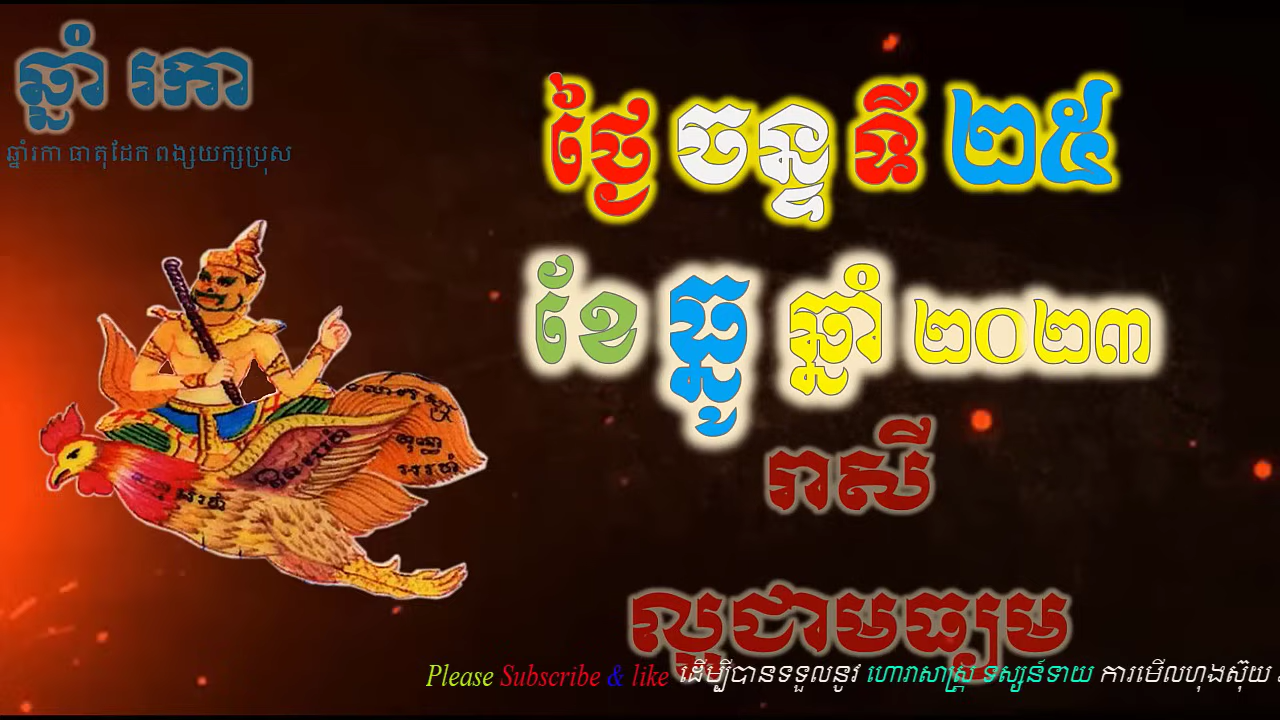 ឆ្នាំ រកា
ឆ្នាំរកា ធាតុដែក ពង្សយក្សប្រុស
ថ្ងៃ ចន្ទ ទី ២៥
ខែ ធ្នូ ឆ្នាំ ២០២៣
រាសី
ល្អជាមធ្យម
Please Subscribe & like ដើម្បីបានទទួលនូវ ហោរាសាស្ត្រ ទស្សន៍ទាយ ការមើលហុងស៊ុយ